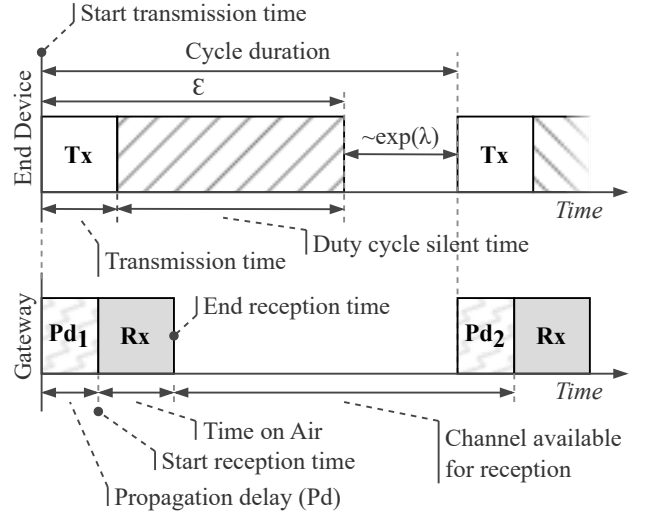 Start transmission time
Cycle duration
ε
End Device
Tx
~exp(λ)
Tx
Time
Duty cycle silent time
Transmission time
Gateway
Pd1
Rx
End reception time
Pd2
Rx
Time
Time on Air
Start reception time
Channel available
for reception
Propagation delay (Pd)